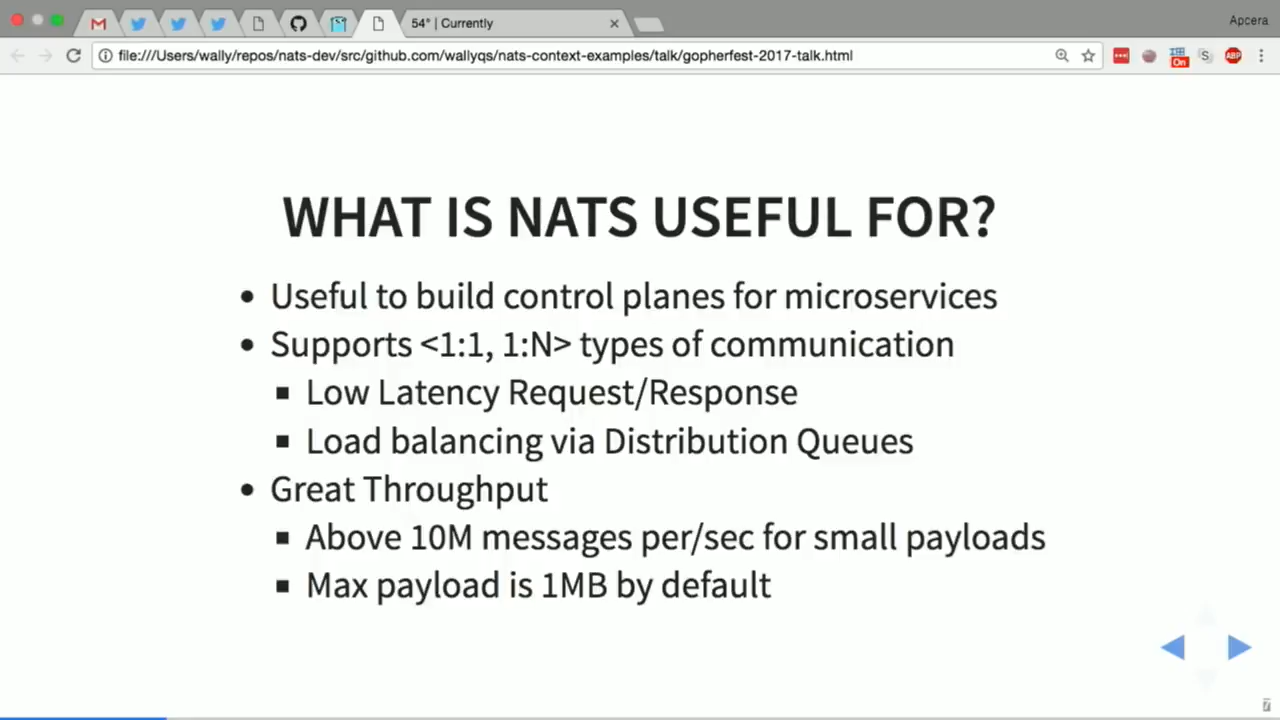 54° | Currently
Apcera
file:///Users/wally/repos/nats-dev/src/github.com/wallyqs/nats-context-examples/talk/gopherfest-2017-talk.html
On
S
ABP
WHAT IS NATS USEFUL FOR?
• Useful to build control planes for microservices
• Supports <1:1, 1:N> types of communication
▪ Low Latency Request/Response
▪ Load balancing via Distribution Queues
• Great Throughput
▪ Above 10M messages per/sec for small payloads
▪ Max payload is 1MB by default
7